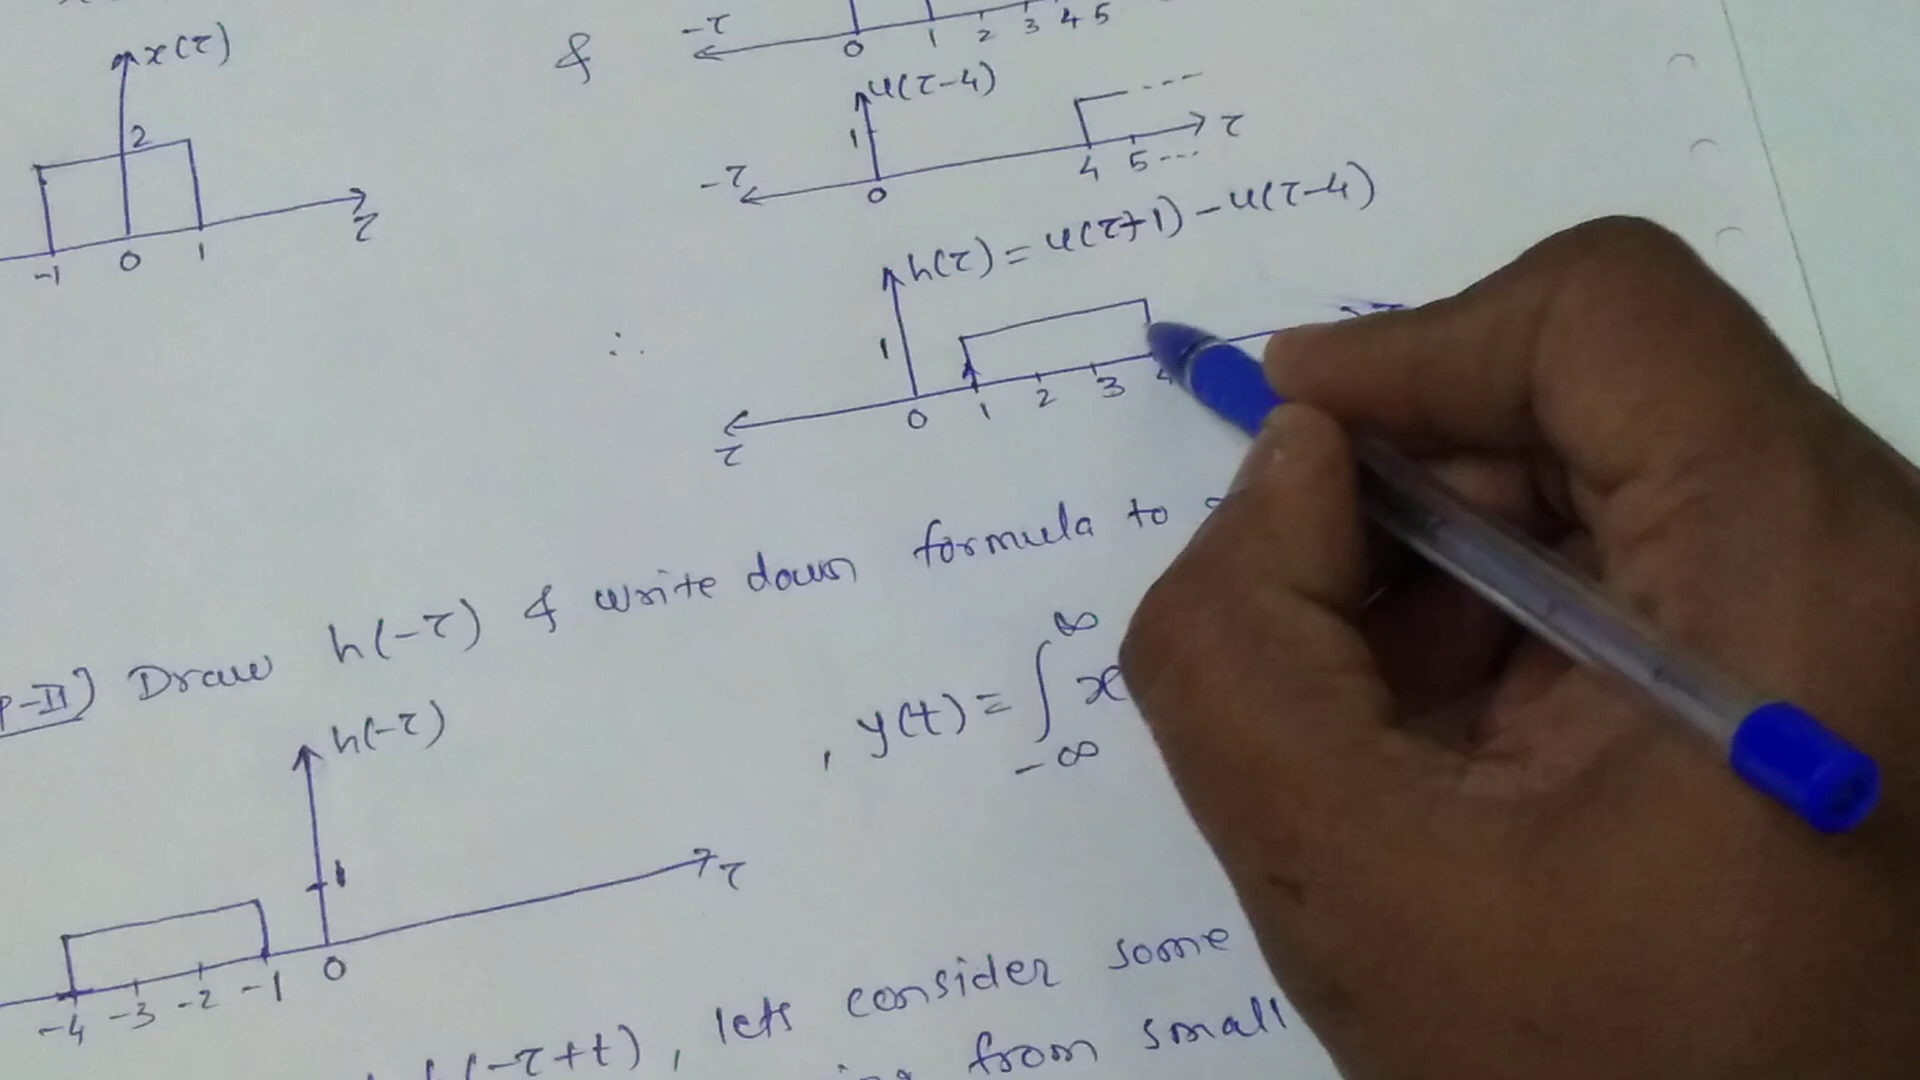 x(τ)
2
-1 0 1
τ
&
-τ
0 1 2 3 4 5
u(τ-4)
1
-τ
0
4 5---
τ
h(τ) = u(τ+1) - u(τ-4)
1
∴
0 1 2 3
τ
P-II) Draw h(-τ) & write down formula to
h(-τ)
1
τ
-4 -3 -2 -1 0
, y(t) = ∫ x
∞
-∞
(-τ+t), lets consider some
from small